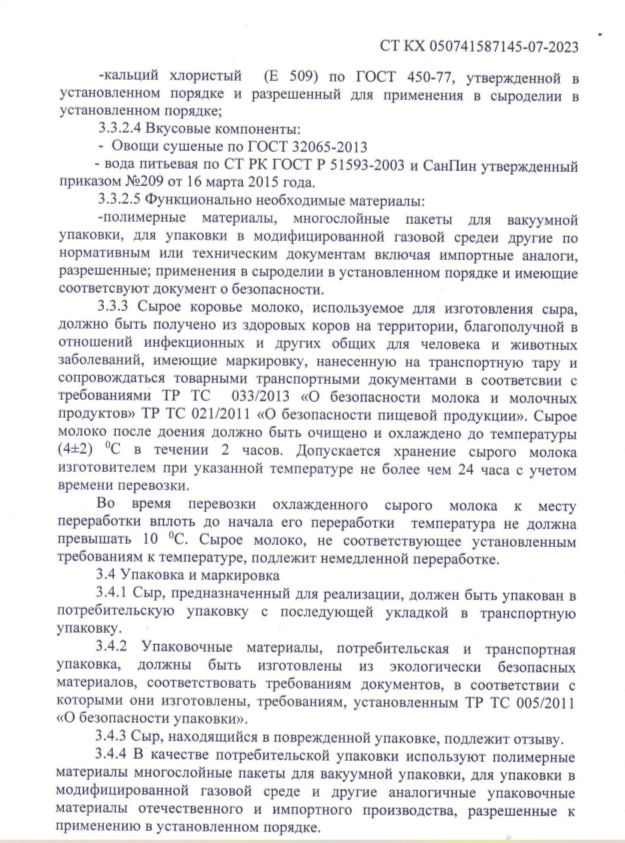 СТ КХ 050741587145-07-2023
-кальций хлористый (Е 509) по ГОСТ 450-77, утвержденной в
установленном порядке и разрешенный для применения в сыроделии в
установленном порядке;
3.3.2.4 Вкусовые компоненты:
- Овощи сушеные по ГОСТ 32065-2013
- вода питьевая по СТ РК ГОСТ Р 51593-2003 и СанПин утвержденный
приказом №209 от 16 марта 2015 года.
3.3.2.5 Функционально необходимые материалы:
-полимерные материалы, многослойные пакеты для вакуумной
упаковки, для упаковки в модифицированной газовой средеи другие по
нормативным или техническим документам включая импортные аналоги,
разрешенные; применения в сыроделии в установленном порядке и имеющие
соответсвуют документ о безопасности.
3.3.3 Сырое коровье молоко, используемое для изготовления сыра,
должно быть получено из здоровых коров на территории, благополучной в
отношений инфекционных и других общих для человека и животных
заболеваний, имеющие маркировку, нанесенную на транспортную тару и
сопровождаться товарными транспортными документами в соответсвии с
требованиями ТР ТС 033/2013 «О безопасности молока и молочных
продуктов» ТР ТС 021/2011 «О безопасности пищевой продукции». Сырое
молоко после доения должно быть очищено и охлаждено до температуры
(4±2) ⁰С в течении 2 часов. Допускается хранение сырого молока
изготовителем при указанной температуре не более чем 24 часа с учетом
времени перевозки.
Во время перевозки охлажденного сырого молока к месту
переработки вплоть до начала его переработки температура не должна
превышать 10 ⁰С. Сырое молоко, не соответствующее установленным
требованиям к температуре, подлежит немедленной переработке.
3.4 Упаковка и маркировка
3.4.1 Сыр, предназначенный для реализации, должен быть упакован в
потребительскую упаковку с последующей укладкой в транспортную
упаковку.
3.4.2 Упаковочные материалы, потребительская и транспортная
упаковка, должны быть изготовлены из экологически безопасных
материалов, соответствовать требованиям документов, в соответствии с
которыми они изготовлены, требованиям, установленным ТР ТС 005/2011
«О безопасности упаковки».
3.4.3 Сыр, находящийся в поврежденной упаковке, подлежит отзыву.
3.4.4 В качестве потребительской упаковки используют полимерные
материалы многослойные пакеты для вакуумной упаковки, для упаковки в
модифицированной газовой среде и другие аналогичные упаковочные
материалы отечественного и импортного производства, разрешенные к
применению в установленном порядке.